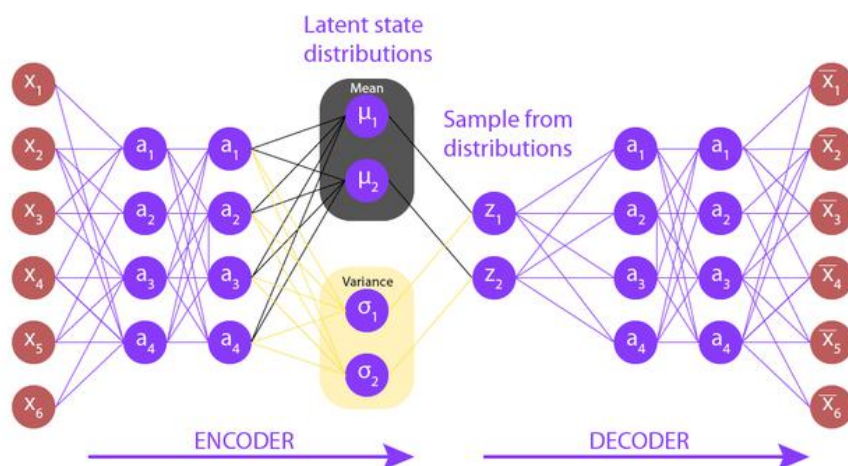 Latent state
distributions
Mean
μ₁
μ₂
Variance
σ₁
σ₂
Sample from
distributions
z₁
z₂
x₁
x₂
x₃
x₄
x₅
x₆
a₁
a₂
a₃
a₄
a₁
a₂
a₃
a₄
a₁
a₂
a₃
a₄
a₁
a₂
a₃
a₄
x̅₁
x̅₂
x̅₃
x̅₄
x̅₅
x̅₆
ENCODER
DECODER